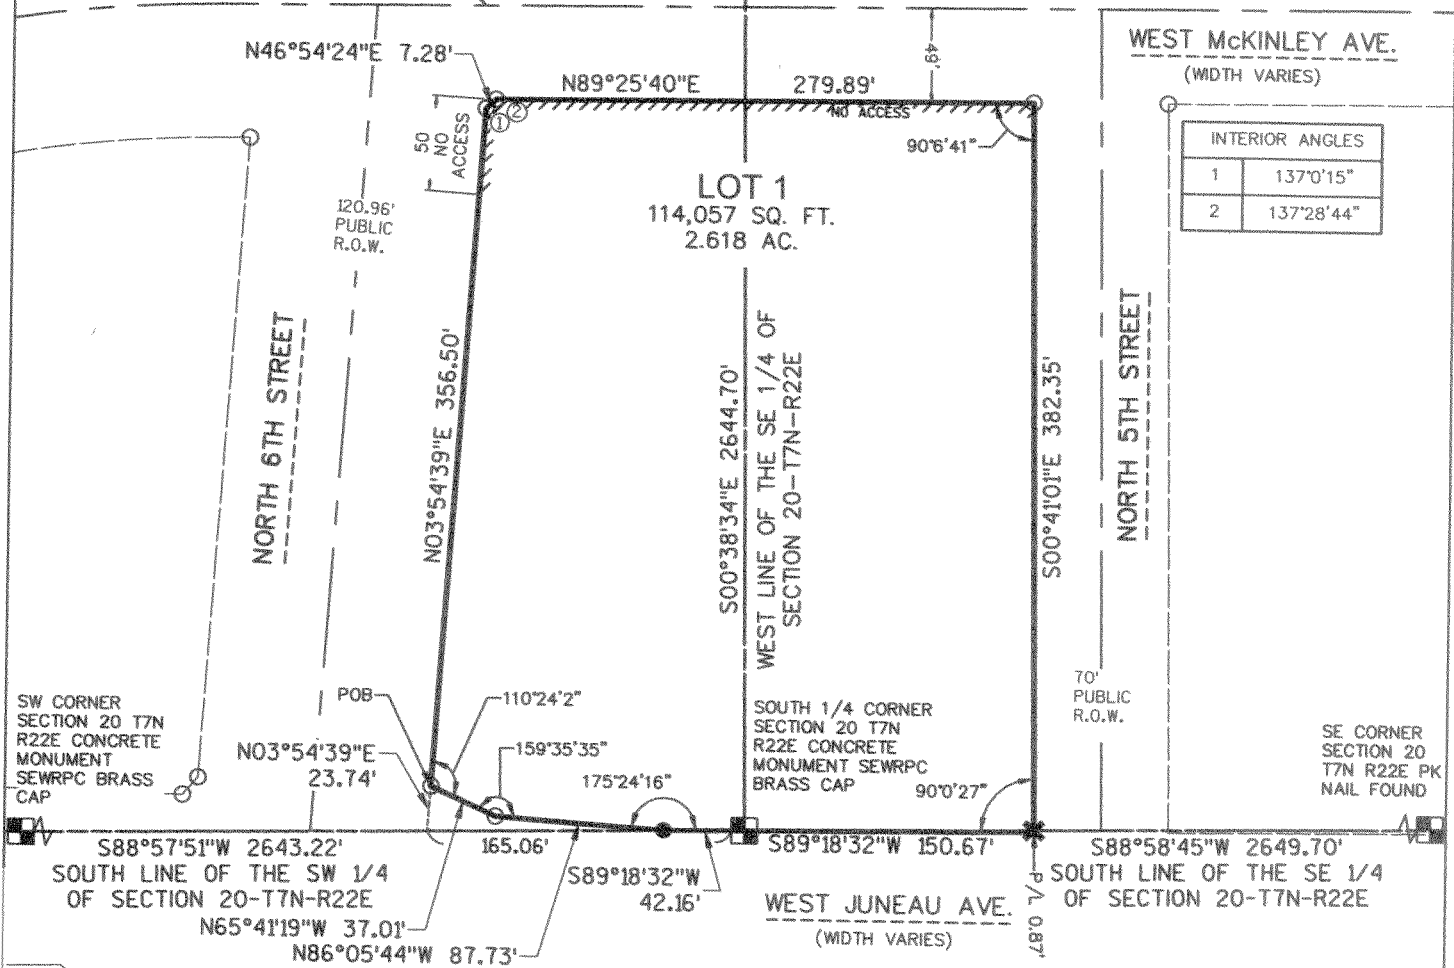 N46°54'24"E 7.28'
N89°25'40"E 279.89'
49'
WEST McKINLEY AVE.
(WIDTH VARIES)
NO ACCESS
1
2
50
NO
ACCESS
90°6'41"
INTERIOR ANGLES
1 137°0'15"
2 137°28'44"
LOT 1
114,057 SQ. FT.
2.618 AC.
120.96'
PUBLIC
R.O.W.
NORTH 6TH STREET
N03°54'39"E 356.50'
S00°38'34"E 2644.70'
WEST LINE OF THE SE 1/4 OF
SECTION 20-T7N-R22E
S00°41'01"E 382.35'
NORTH 5TH STREET
70'
PUBLIC
R.O.W.
SW CORNER
SECTION 20 T7N
R22E CONCRETE
MONUMENT
SEWRPC BRASS
CAP
POB
110°24'2"
N03°54'39"E
23.74'
159°35'35"
175°24'16"
SOUTH 1/4 CORNER
SECTION 20 T7N
R22E CONCRETE
MONUMENT SEWRPC
BRASS CAP
90°0'27"
SE CORNER
SECTION 20
T7N R22E PK
NAIL FOUND
S88°57'51"W 2643.22'
SOUTH LINE OF THE SW 1/4
OF SECTION 20-T7N-R22E
165.06'
S89°18'32"W
42.16'
S89°18'32"W 150.67'
S88°58'45"W 2649.70'
SOUTH LINE OF THE SE 1/4
OF SECTION 20-T7N-R22E
N65°41'19"W 37.01'
N86°05'44"W 87.73'
WEST JUNEAU AVE.
(WIDTH VARIES)
P/L 0.87'